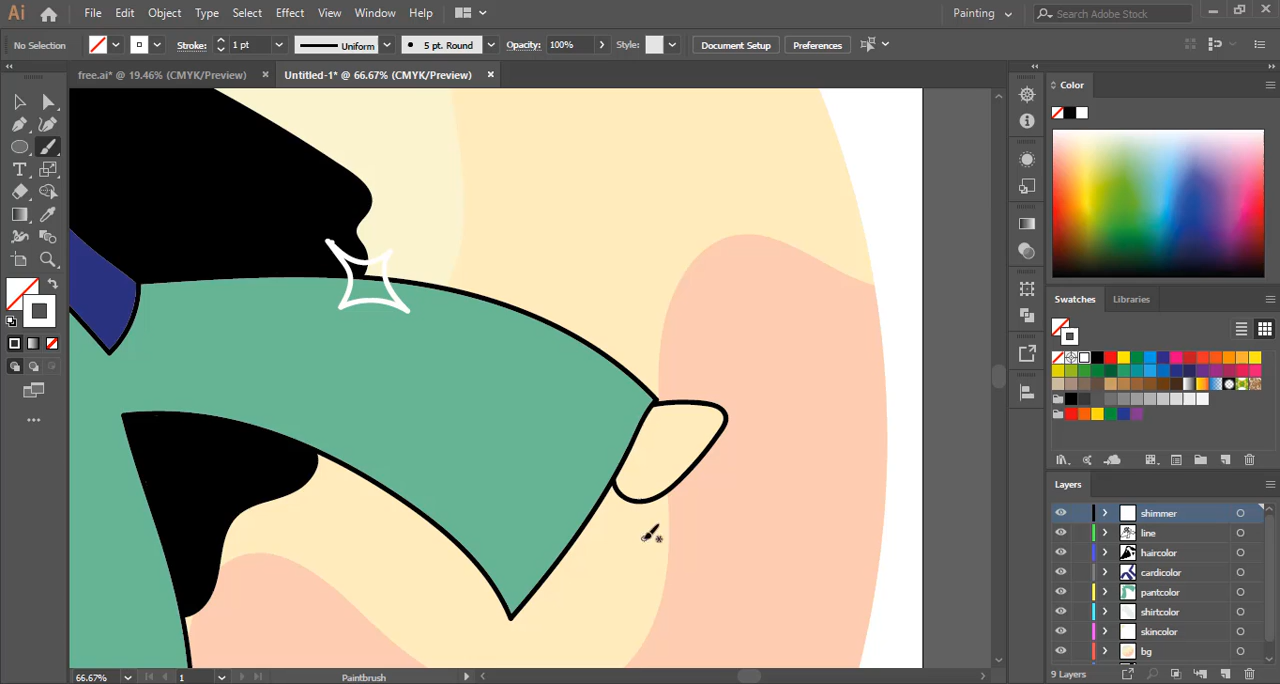 Ai File Edit Object Type Select Effect View Window Help Painting Search Adobe Stock
No Selection Stroke: 1 pt Uniform 5 pt. Round Opacity: 100% Style: Document Setup Preferences
free.ai* @ 19.46% (CMYK/Preview) × Untitled-1* @ 66.67% (CMYK/Preview) ×
Color
Swatches Libraries
Layers
shimmer
line
haircolor
cardicolor
pantcolor
shirtcolor
skincolor
bg
9 Layers
66.67% 1 Paintbrush